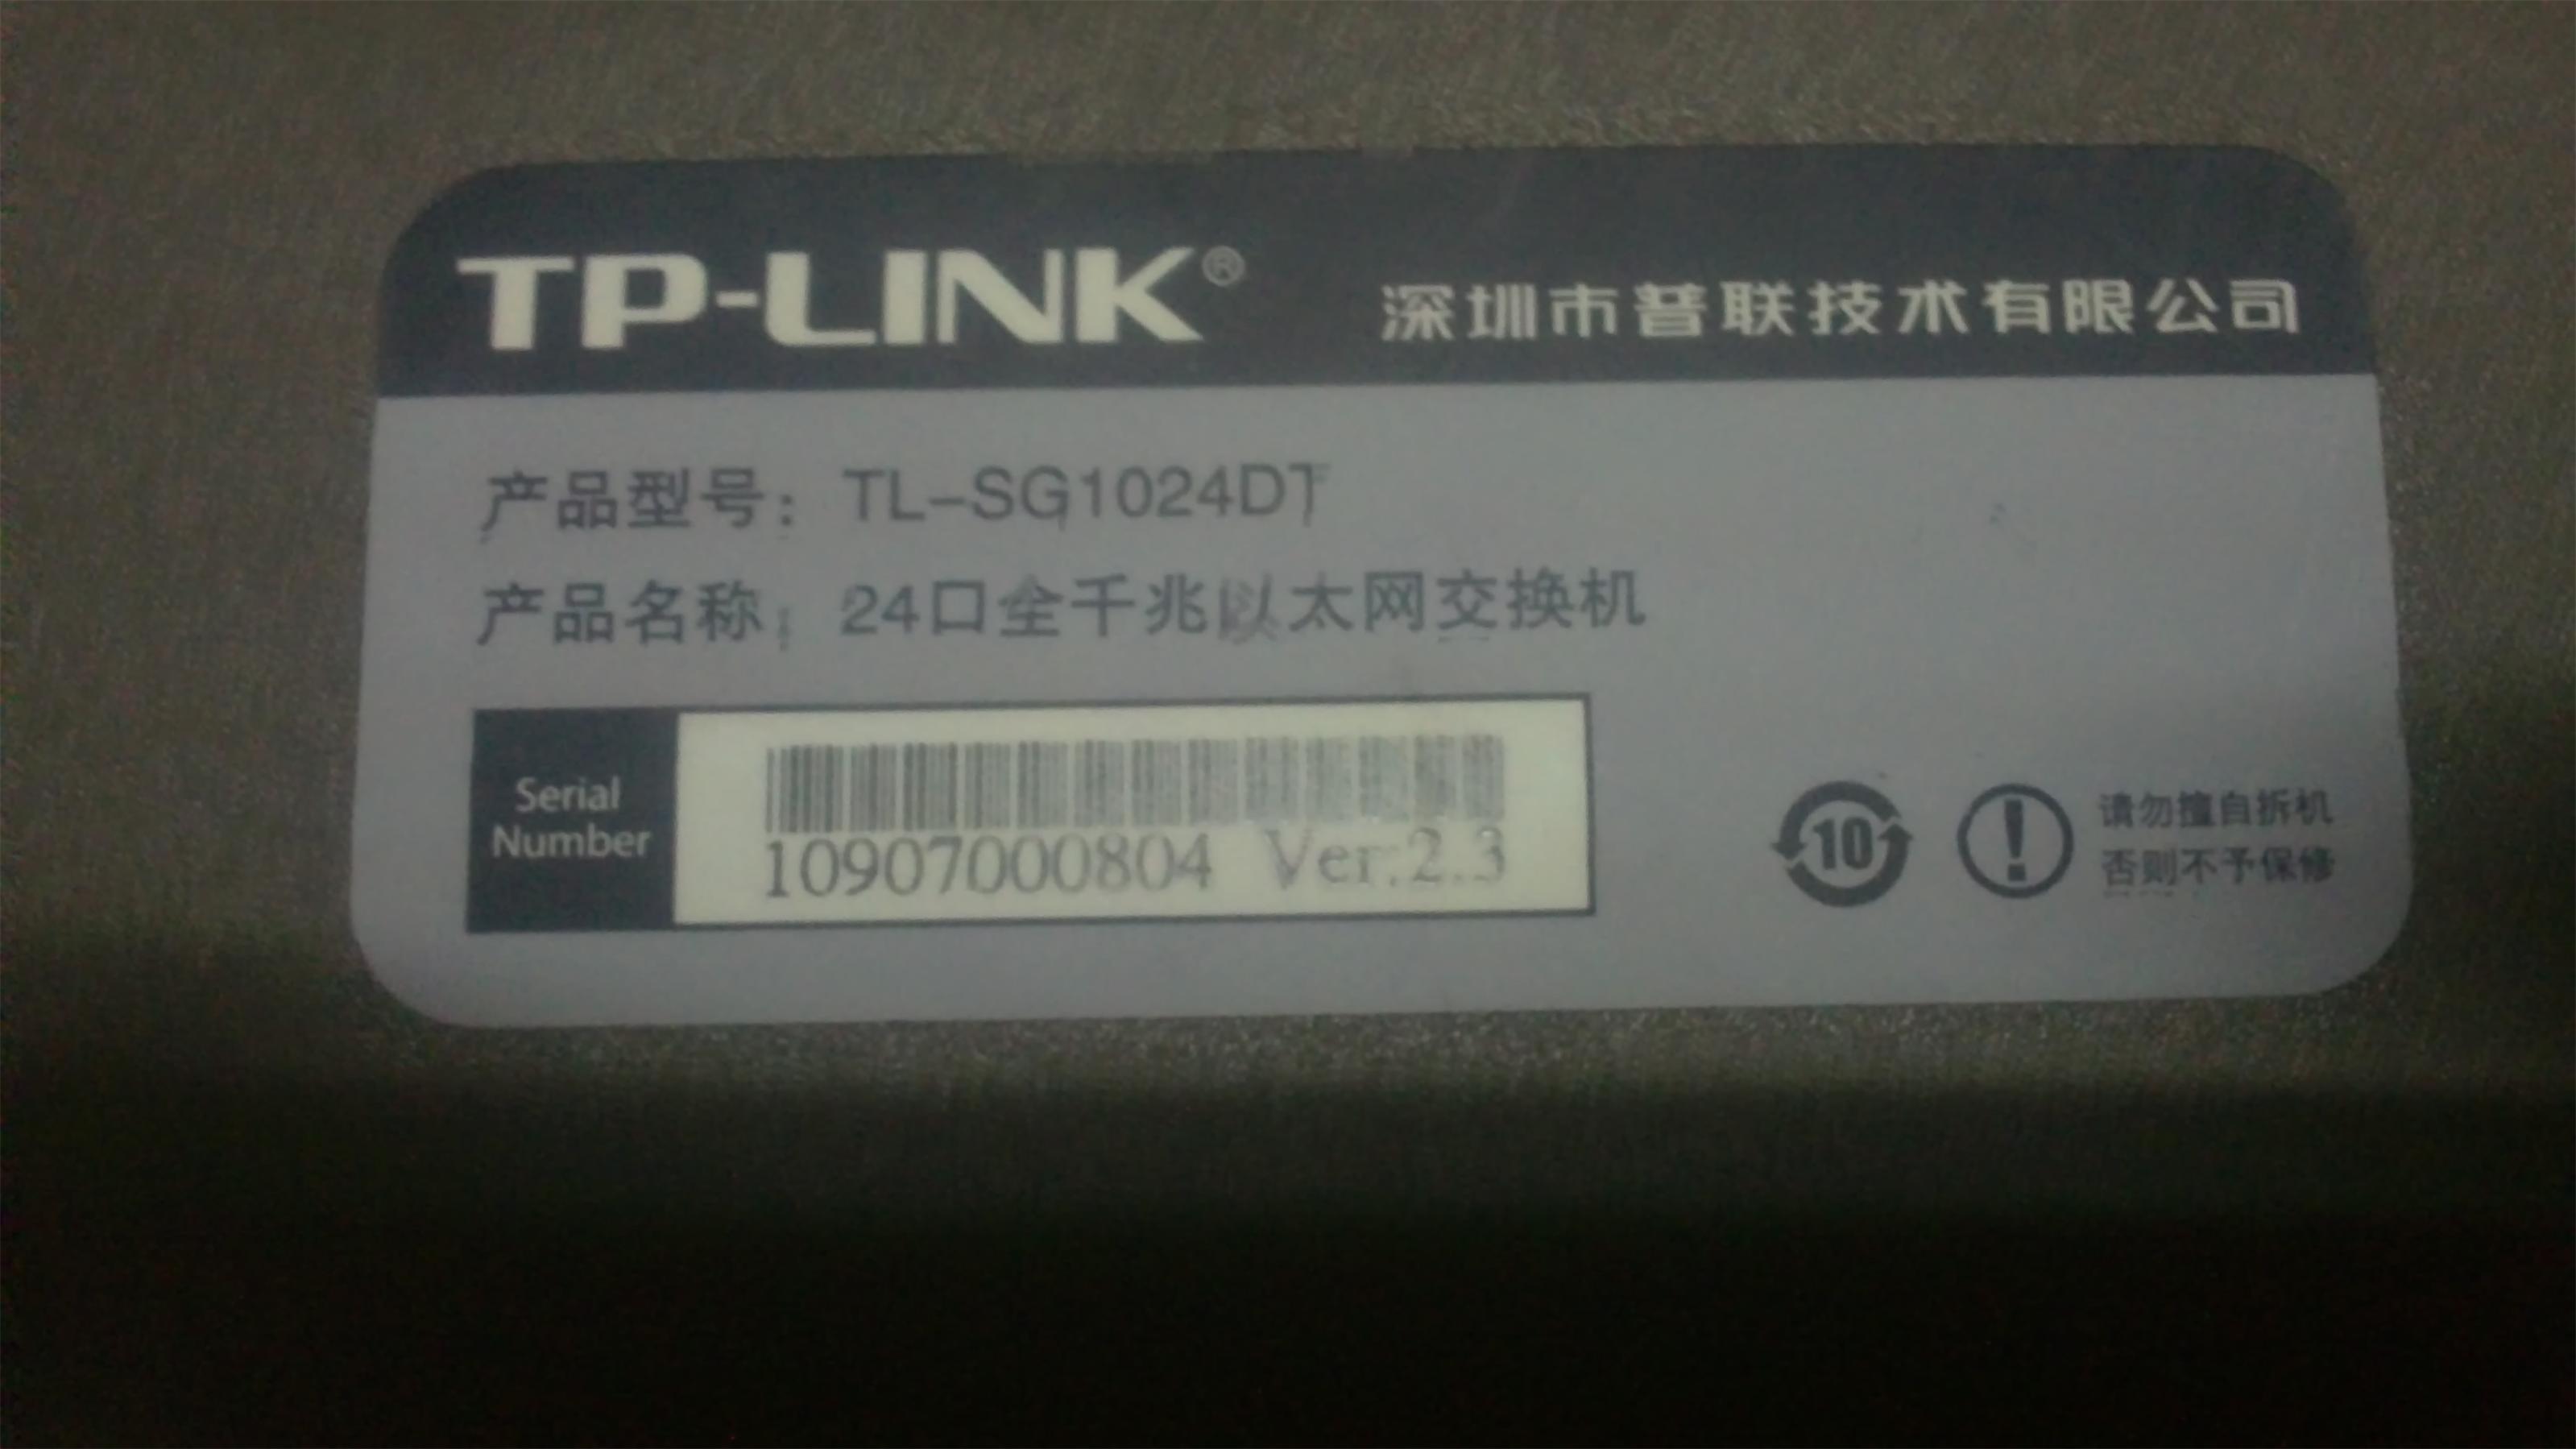 TP-LINK®
深圳市普联技术有限公司
产品型号： TL-SG1024DT
产品名称： 24口全千兆以太网交换机
Serial
Number
10907000804 Ver:2.3
10
请勿擅自拆机
否则不予保修